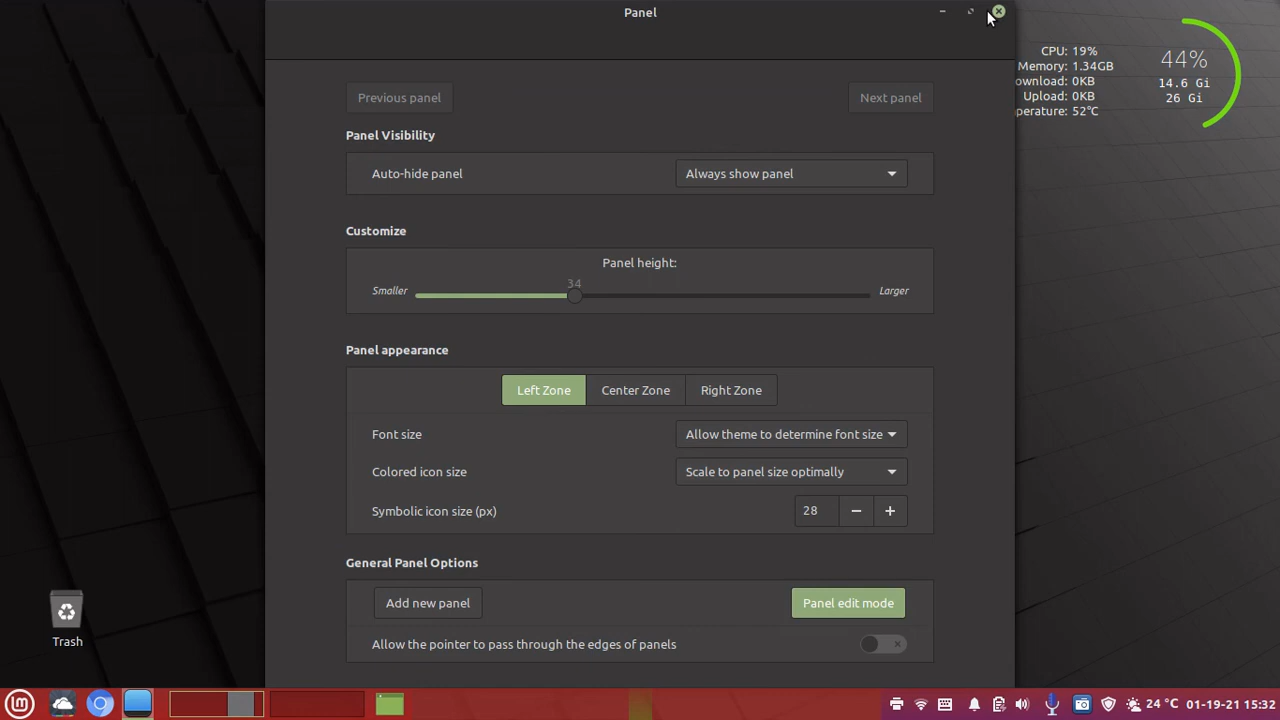 Panel
CPU: 19%
Memory: 1.34GB
ownload: 0KB
Upload: 0KB
perature: 52°C
44%
14.6 Gi
26 Gi
Previous panel
Next panel
Panel Visibility
Auto-hide panel
Always show panel
Customize
Panel height:
34
Smaller
Larger
Panel appearance
Left Zone
Center Zone
Right Zone
Font size
Allow theme to determine font size
Colored icon size
Scale to panel size optimally
Symbolic icon size (px)
28
General Panel Options
Add new panel
Panel edit mode
Allow the pointer to pass through the edges of panels
Trash
24 °C
01-19-21 15:32